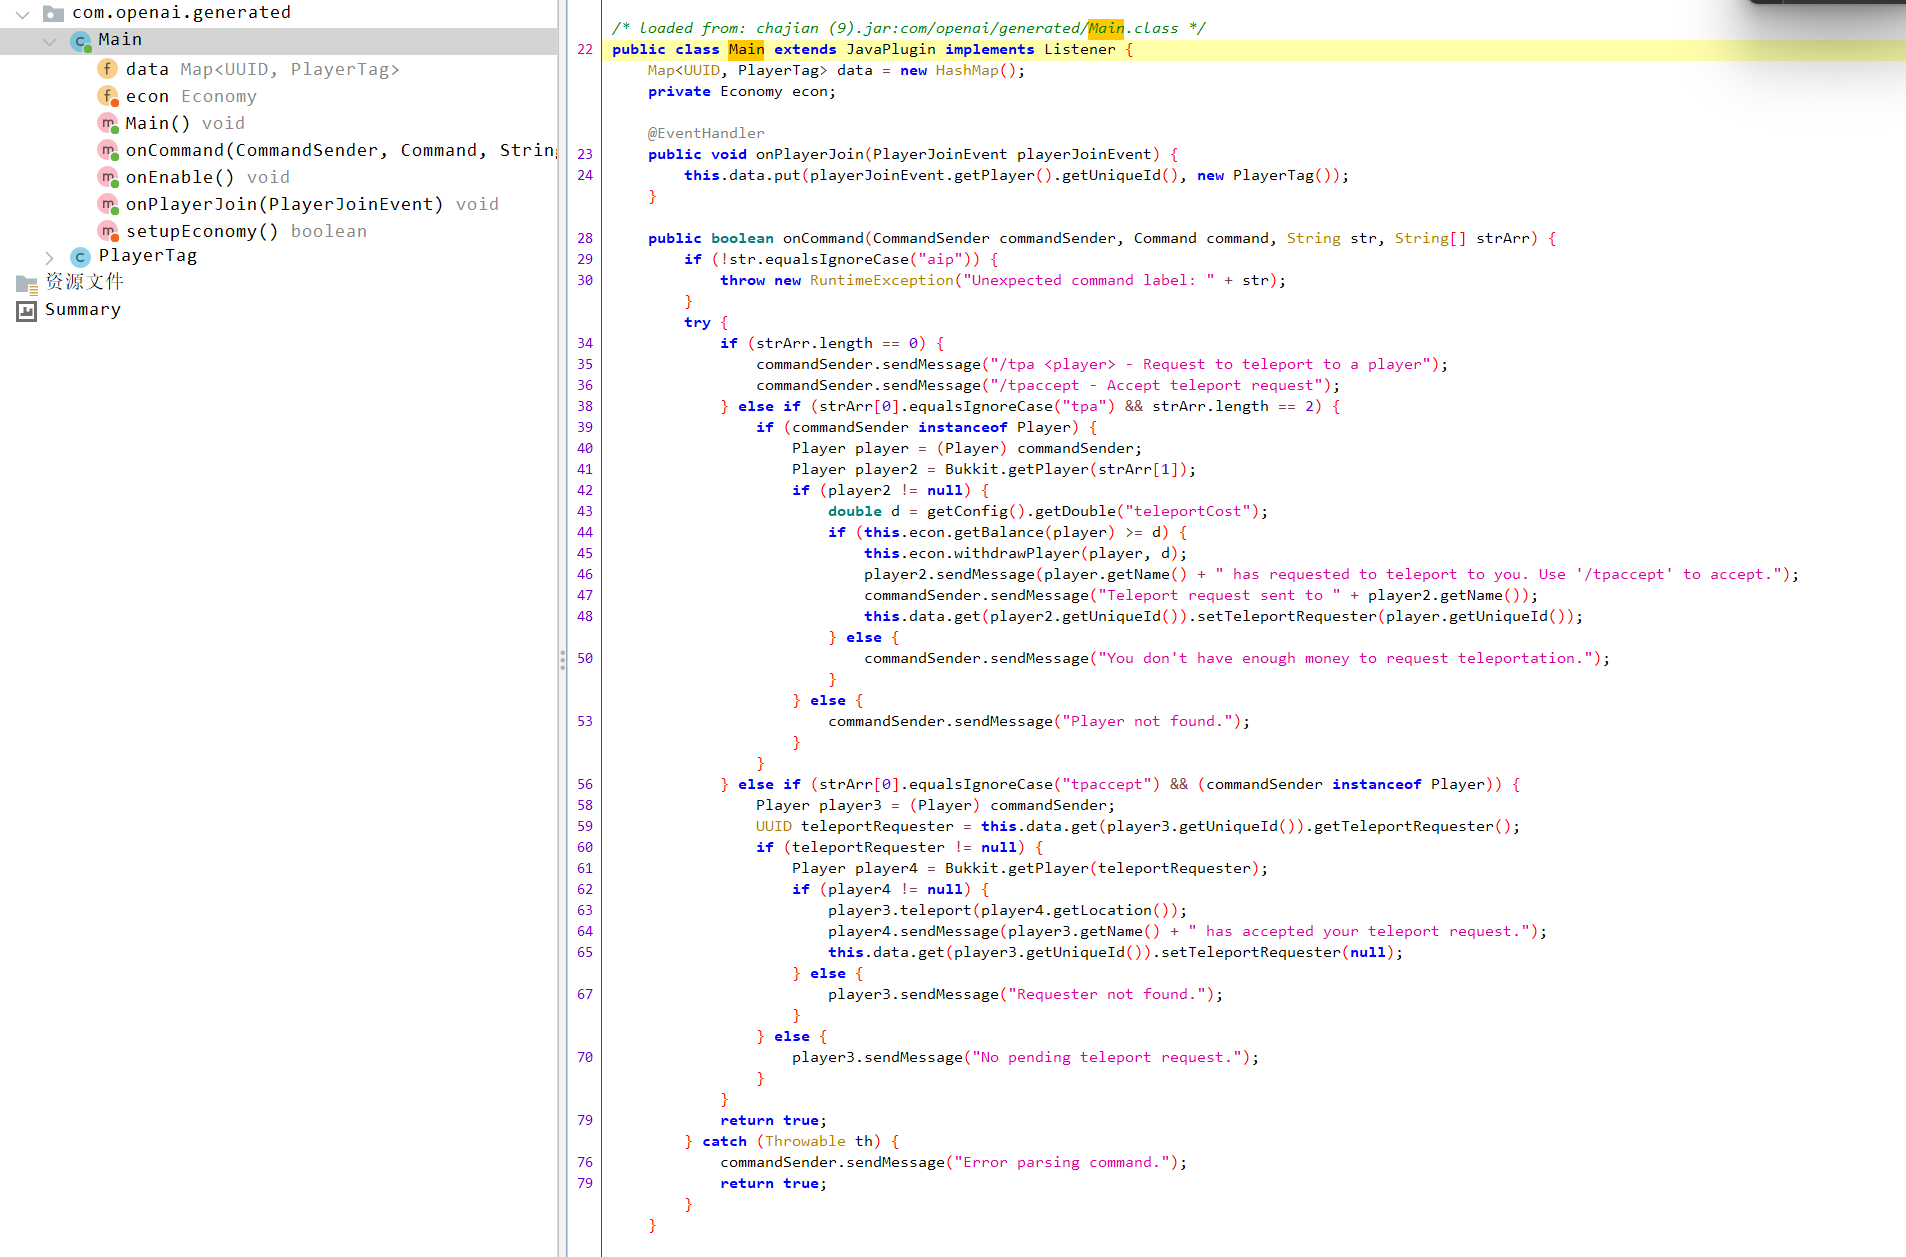 com.openai.generated
Main
data Map<UUID, PlayerTag>
econ Economy
Main() void
onCommand(CommandSender, Command, String
onEnable() void
onPlayerJoin(PlayerJoinEvent) void
setupEconomy() boolean
PlayerTag
资源文件
Summary
/* loaded from: chajian (9).jar:com/openai/generated/Main.class */
22 public class Main extends JavaPlugin implements Listener {
Map<UUID, PlayerTag> data = new HashMap();
private Economy econ;
@EventHandler
23 public void onPlayerJoin(PlayerJoinEvent playerJoinEvent) {
24 this.data.put(playerJoinEvent.getPlayer().getUniqueId(), new PlayerTag());
}
28 public boolean onCommand(CommandSender commandSender, Command command, String str, String[] strArr) {
29 if (!str.equalsIgnoreCase("aip")) {
30 throw new RuntimeException("Unexpected command label: " + str);
}
try {
34 if (strArr.length == 0) {
35 commandSender.sendMessage("/tpa <player> - Request to teleport to a player");
36 commandSender.sendMessage("/tpaccept - Accept teleport request");
38 } else if (strArr[0].equalsIgnoreCase("tpa") && strArr.length == 2) {
39 if (commandSender instanceof Player) {
40 Player player = (Player) commandSender;
41 Player player2 = Bukkit.getPlayer(strArr[1]);
42 if (player2 != null) {
43 double d = getConfig().getDouble("teleportCost");
44 if (this.econ.getBalance(player) >= d) {
45 this.econ.withdrawPlayer(player, d);
46 player2.sendMessage(player.getName() + " has requested to teleport to you. Use '/tpaccept' to accept.");
47 commandSender.sendMessage("Teleport request sent to " + player2.getName());
48 this.data.get(player2.getUniqueId()).setTeleportRequester(player.getUniqueId());
} else {
50 commandSender.sendMessage("You don't have enough money to request teleportation.");
}
} else {
53 commandSender.sendMessage("Player not found.");
}
}
56 } else if (strArr[0].equalsIgnoreCase("tpaccept") && (commandSender instanceof Player)) {
58 Player player3 = (Player) commandSender;
59 UUID teleportRequester = this.data.get(player3.getUniqueId()).getTeleportRequester();
60 if (teleportRequester != null) {
61 Player player4 = Bukkit.getPlayer(teleportRequester);
62 if (player4 != null) {
63 player3.teleport(player4.getLocation());
64 player4.sendMessage(player3.getName() + " has accepted your teleport request.");
65 this.data.get(player3.getUniqueId()).setTeleportRequester(null);
} else {
67 player3.sendMessage("Requester not found.");
}
} else {
70 player3.sendMessage("No pending teleport request.");
}
}
79 return true;
} catch (Throwable th) {
76 commandSender.sendMessage("Error parsing command.");
79 return true;
}
}